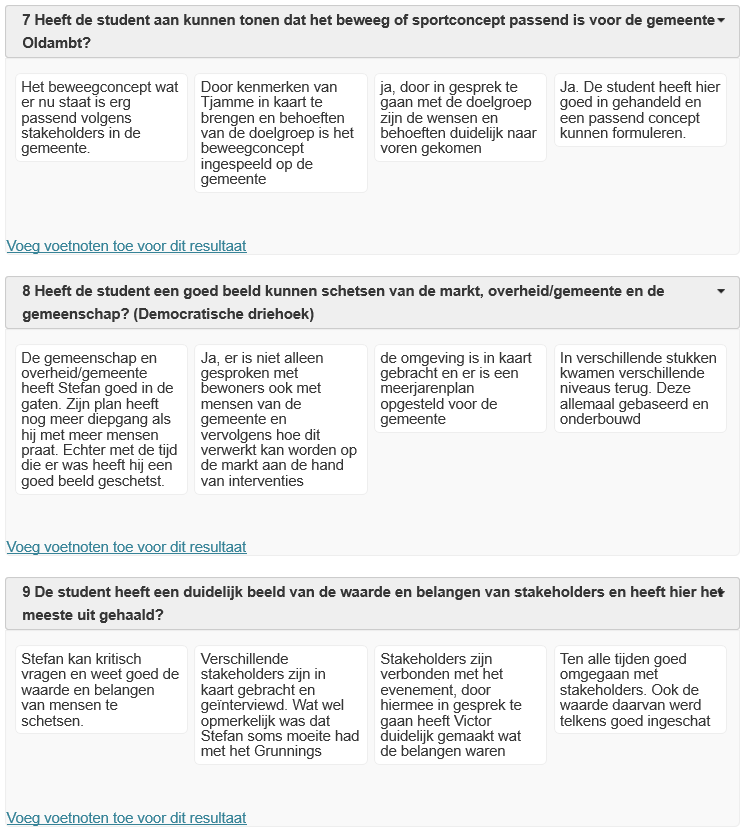 7 Heeft de student aan kunnen tonen dat het beweeg of sportconcept passend is voor de gemeente
Oldambt?
Het beweegconcept wat
er nu staat is erg
passend volgens
stakeholders in de
gemeente.
Door kenmerken van
Tjamme in kaart te
brengen en behoeften
van de doelgroep is het
beweegconcept
ingespeeld op de
gemeente
ja, door in gesprek te
gaan met de doelgroep
zijn de wensen en
behoeften duidelijk naar
voren gekomen
Ja. De student heeft hier
goed in gehandeld en
een passend concept
kunnen formuleren.
Voeg voetnoten toe voor dit resultaat
8 Heeft de student een goed beeld kunnen schetsen van de markt, overheid/gemeente en de
gemeenschap? (Democratische driehoek)
De gemeenschap en
overheid/gemeente
heeft Stefan goed in de
gaten. Zijn plan heeft
nog meer diepgang als
hij met meer mensen
praat. Echter met de tijd
die er was heeft hij een
goed beeld geschetst.
Ja, er is niet alleen
gesproken met
bewoners ook met
mensen van de
gemeente en
vervolgens hoe dit
verwerkt kan worden op
de markt aan de hand
van interventies
de omgeving is in kaart
gebracht en er is een
meerjarenplan
opgesteld voor de
gemeente
In verschillende stukken
kwamen verschillende
niveaus terug. Deze
allemaal gebaseerd en
onderbouwd
Voeg voetnoten toe voor dit resultaat
9 De student heeft een duidelijk beeld van de waarde en belangen van stakeholders en heeft hier het
meeste uit gehaald?
Stefan kan kritisch
vragen en weet goed de
waarde en belangen
van mensen te
schetsen.
Verschillende
stakeholders zijn in
kaart gebracht en
geïnterviewd. Wat wel
opmerkelijk was dat
Stefan soms moeite had
met het Grunnings
Stakeholders zijn
verbonden met het
evenement, door
hiermee in gesprek te
gaan heeft Victor
duidelijk gemaakt wat
de belangen waren
Ten alle tijden goed
omgegaan met
stakeholders. Ook de
waarde daarvan werd
telkens goed ingeschat
Voeg voetnoten toe voor dit resultaat